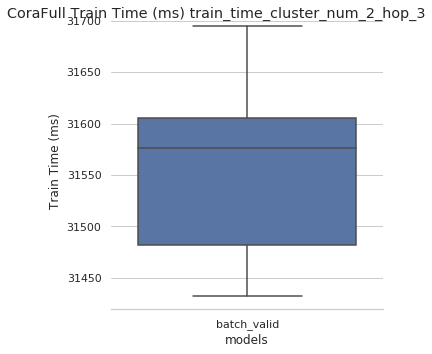 CoraFull Train Time (ms) train_time_cluster_num_2_hop_3
31700
31650
31600
31550
31500
31450
Train Time (ms)
batch_valid
models